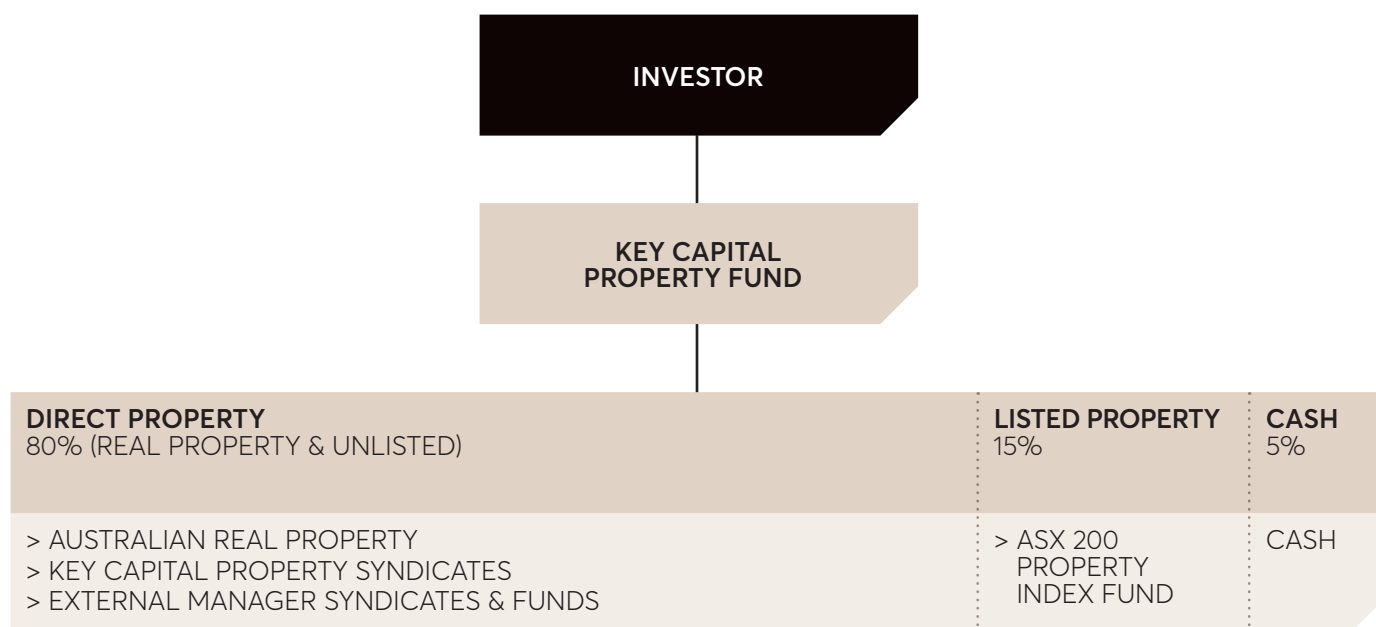 INVESTOR
KEY CAPITAL
PROPERTY FUND
DIRECT PROPERTY
80% (REAL PROPERTY & UNLISTED)
LISTED PROPERTY
15%
CASH
5%
> AUSTRALIAN REAL PROPERTY
> KEY CAPITAL PROPERTY SYNDICATES
> EXTERNAL MANAGER SYNDICATES & FUNDS
> ASX 200
PROPERTY
INDEX FUND
CASH